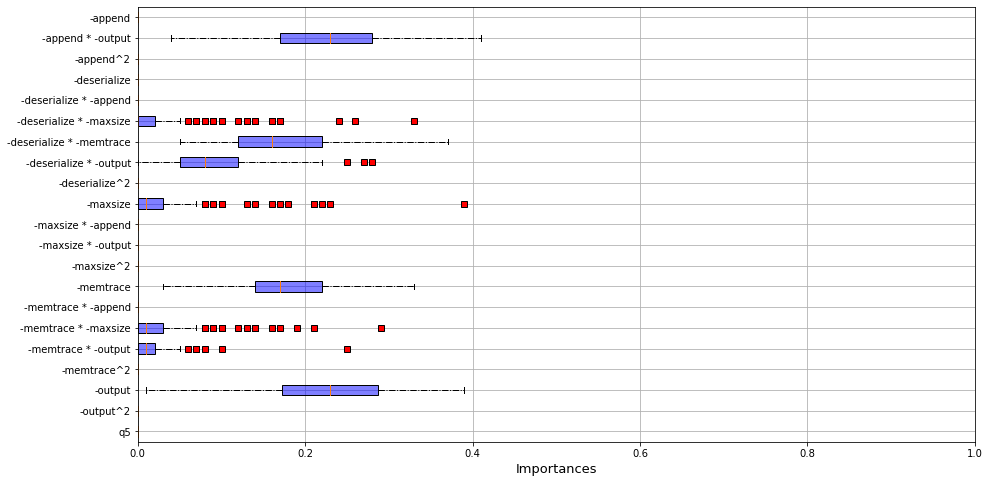 -append
-append * -output
-append^2
-deserialize
-deserialize * -append
-deserialize * -maxsize
-deserialize * -memtrace
-deserialize * -output
-deserialize^2
-maxsize
-maxsize * -append
-maxsize * -output
-maxsize^2
-memtrace
-memtrace * -append
-memtrace * -maxsize
-memtrace * -output
-memtrace^2
-output
-output^2
q5
0.0 0.2 0.4 0.6 0.8 1.0
Importances